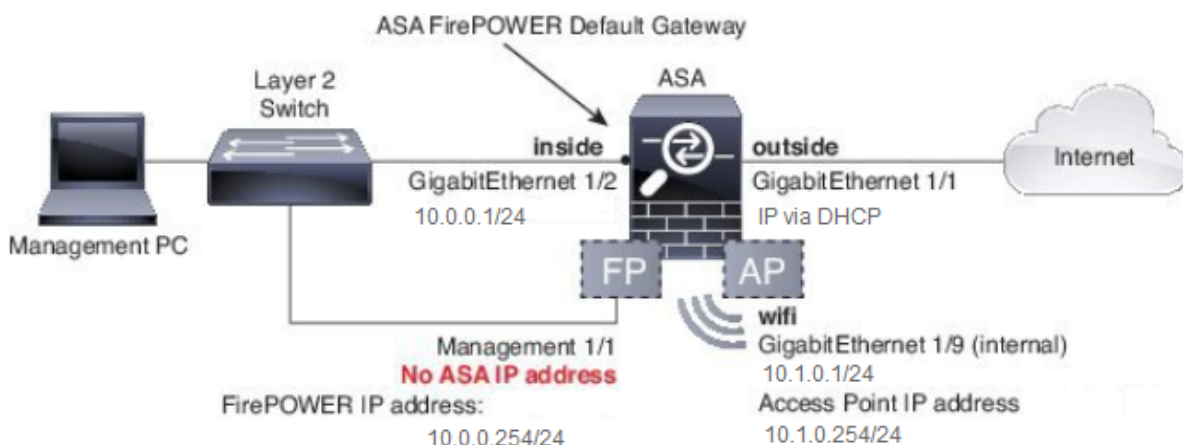 ASA FirePOWER Default Gateway
Layer 2
Switch
ASA
inside
outside
Internet
GigabitEthernet 1/2
GigabitEthernet 1/1
10.0.0.1/24
IP via DHCP
Management PC
FP
AP
wifi
Management 1/1
GigabitEthernet 1/9 (internal)
No ASA IP address
10.1.0.1/24
FirePOWER IP address:
Access Point IP address
10.0.0.254/24
10.1.0.254/24